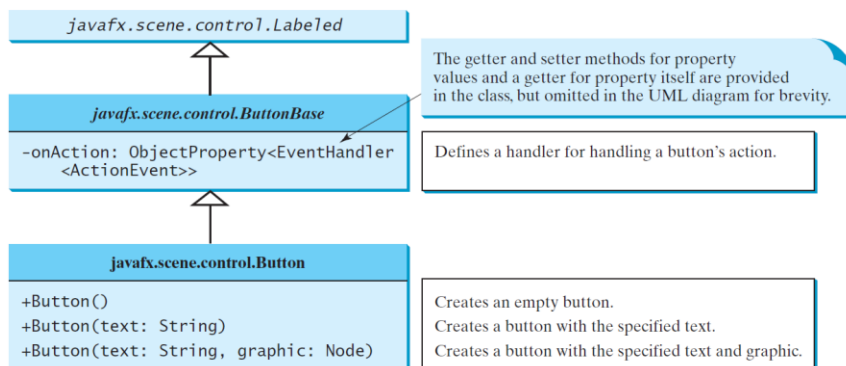 javafx.scene.control.Labeled
The getter and setter methods for property
values and a getter for property itself are provided
in the class, but omitted in the UML diagram for brevity.
javafx.scene.control.ButtonBase
-onAction: ObjectProperty<EventHandler
<ActionEvent>>
Defines a handler for handling a button's action.
javafx.scene.control.Button
+Button()
Creates an empty button.
+Button(text: String)
Creates a button with the specified text.
+Button(text: String, graphic: Node)
Creates a button with the specified text and graphic.